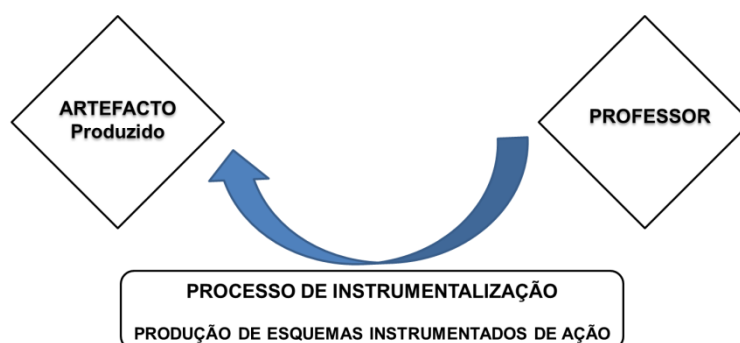 ARTEFACTO
Produzido
PROFESSOR
PROCESSO DE INSTRUMENTALIZAÇÃO
PRODUÇÃO DE ESQUEMAS INSTRUMENTADOS DE AÇÃO